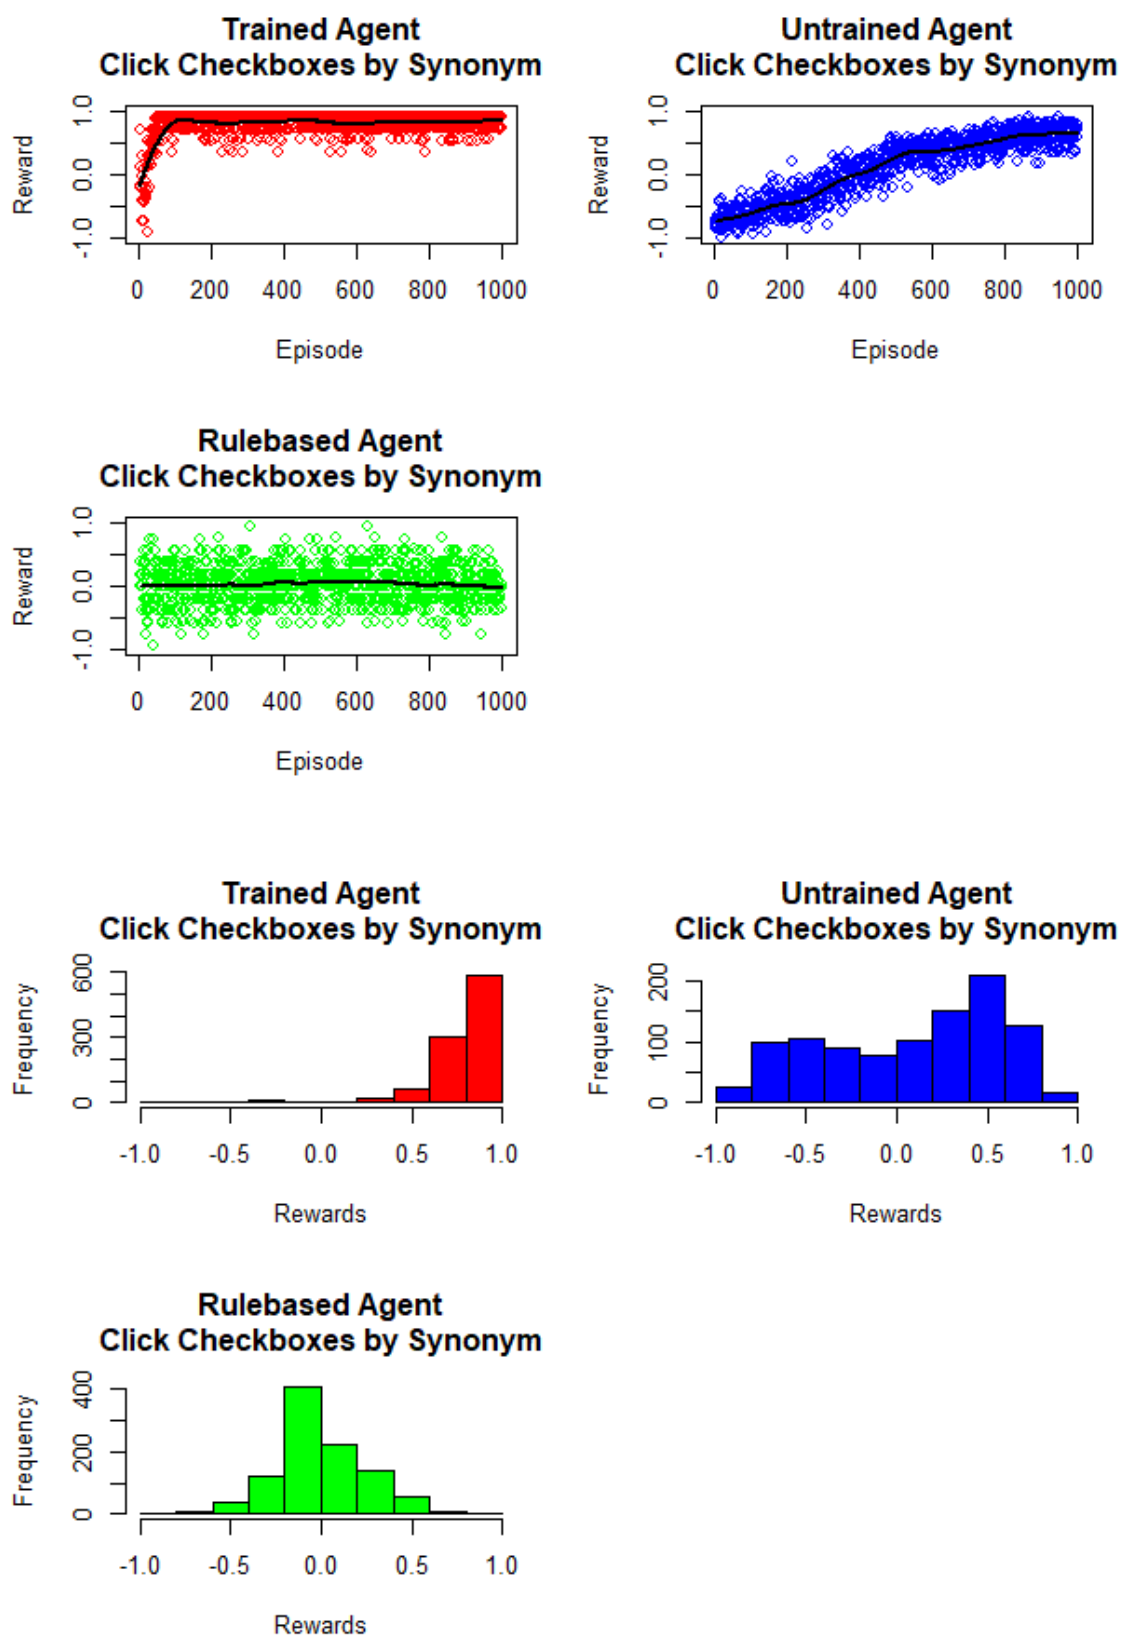 Trained Agent
Click Checkboxes by Synonym
Reward
1.0
0.0
-1.0
0 200 400 600 800 1000
Episode
Untrained Agent
Click Checkboxes by Synonym
Reward
1.0
0.0
-1.0
0 200 400 600 800 1000
Episode
Rulebased Agent
Click Checkboxes by Synonym
Reward
1.0
0.0
-1.0
0 200 400 600 800 1000
Episode
Trained Agent
Click Checkboxes by Synonym
Frequency
600
300
0
-1.0 -0.5 0.0 0.5 1.0
Rewards
Untrained Agent
Click Checkboxes by Synonym
Frequency
200
100
0
-1.0 -0.5 0.0 0.5 1.0
Rewards
Rulebased Agent
Click Checkboxes by Synonym
Frequency
400
200
0
-1.0 -0.5 0.0 0.5 1.0
Rewards